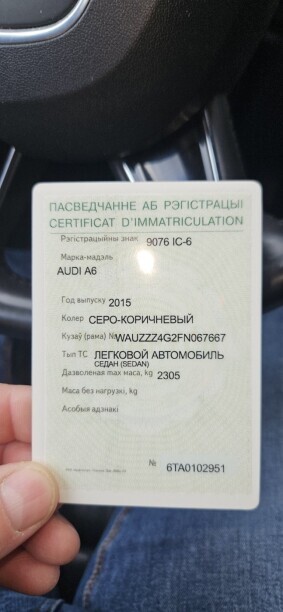 ПАСВЕДЧАННЕ АБ РЭГІСТРАЦЫІ
CERTIFICAT D'IMMATRICULATION
Рэгістрацыйны знак 9076 IC-6
Марка-мадэль
AUDI A6
Год выпуску 2015
Колер СЕРО-КОРИЧНЕВЫЙ
Кузаў (рама) № WAUZZZ4G2FN067667
Тып ТС ЛЕГКОВОЙ АВТОМОБИЛЬ
СЕДАН (SEDAN)
Дазволеная max маса, kg 2305
Маса без нагрузкі, kg
Асобыя адзнакі
№ 6TA0102951